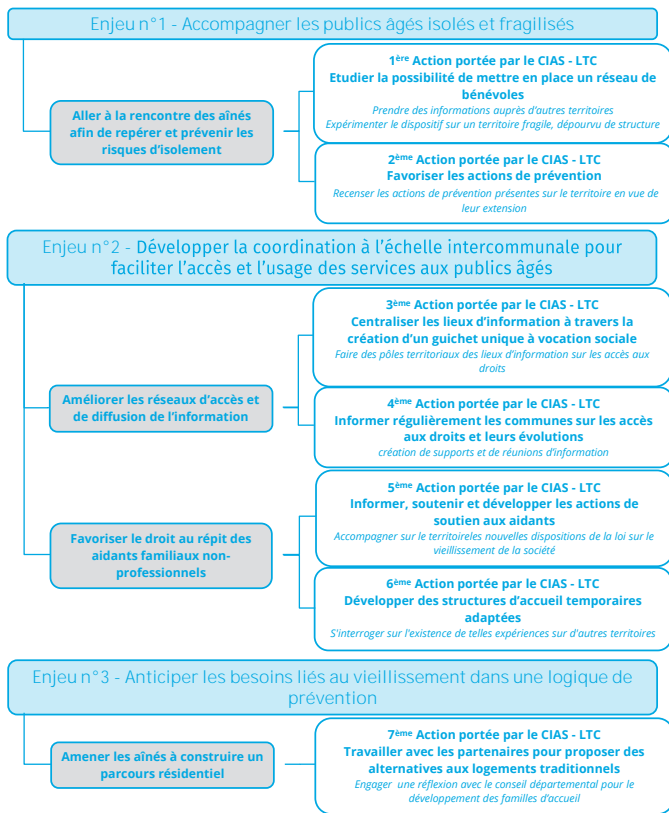 Enjeu n°1 - Accompagner les publics âgés isolés et fragilisés
Aller à la rencontre des aînés
afin de repérer et prévenir les
risques d'isolement
1ère Action portée par le CIAS - LTC
Etudier la possibilité de mettre en place un réseau de
bénévoles
Prendre des informations auprès d'autres territoires
Expérimenter le dispositif sur un territoire fragile, dépourvu de structure
2ème Action portée par le CIAS - LTC
Favoriser les actions de prévention
Recenser les actions de prévention présentes sur le territoire en vue de
leur extension
Enjeu n°2 - Développer la coordination à l'échelle intercommunale pour
faciliter l'accès et l'usage des services aux publics âgés
Améliorer les réseaux d'accès et
de diffusion de l'information
3ème Action portée par le CIAS - LTC
Centraliser les lieux d'information à travers la
création d'un guichet unique à vocation sociale
Faire des pôles territoriaux des lieux d'information sur les accès aux
droits
4ème Action portée par le CIAS - LTC
Informer régulièrement les communes sur les accès
aux droits et leurs évolutions
création de supports et de réunions d'information
Favoriser le droit au répit des
aidants familiaux non-
professionnels
5ème Action portée par le CIAS - LTC
Informer, soutenir et développer les actions de
soutien aux aidants
Accompagner sur le territoireles nouvelles dispositions de la loi sur le
vieillissement de la société
6ème Action portée par le CIAS - LTC
Développer des structures d'accueil temporaires
adaptées
S'interroger sur l'existence de telles expériences sur d'autres territoires
Enjeu n°3 - Anticiper les besoins liés au vieillissement dans une logique de
prévention
Amener les aînés à construire un
parcours résidentiel
7ème Action portée par le CIAS - LTC
Travailler avec les partenaires pour proposer des
alternatives aux logements traditionnels
Engager une réflexion avec le conseil départemental pour le
développement des familles d'accueil